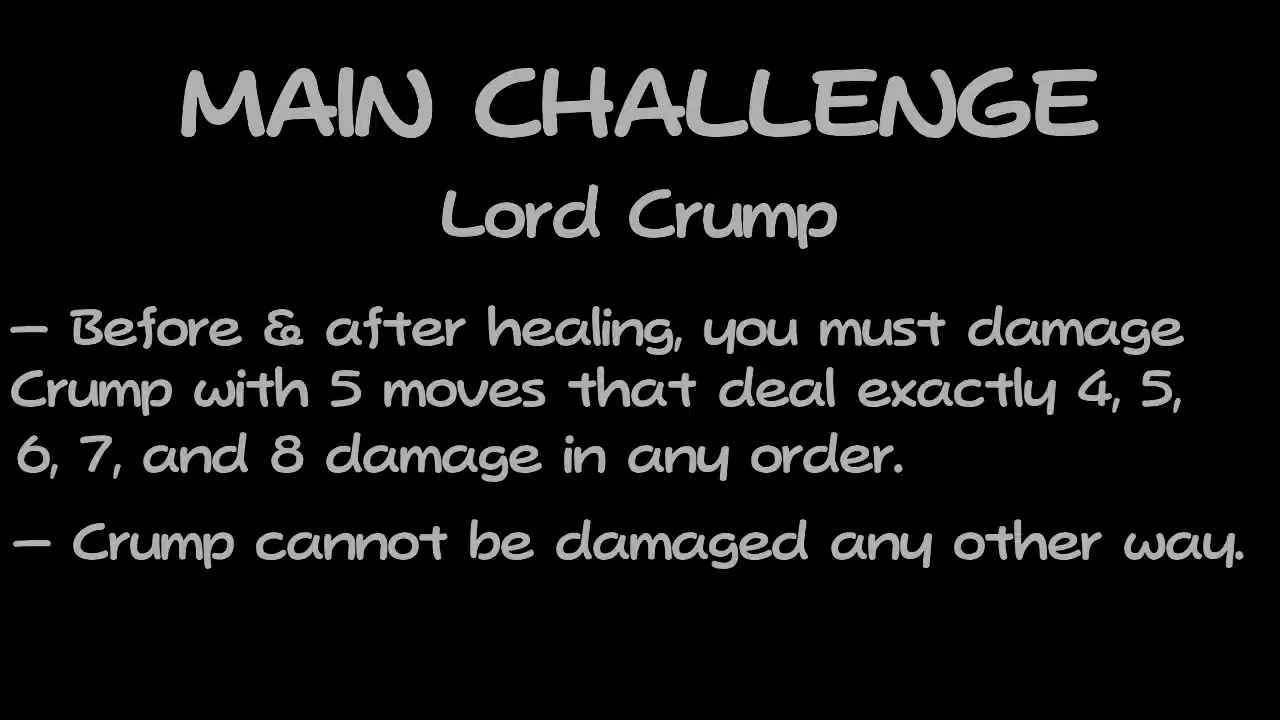 MAIN CHALLENGE
Lord Crump
– Before & after healing, you must damage
Crump with 5 moves that deal exactly 4, 5,
6, 7, and 8 damage in any order.
– Crump cannot be damaged any other way.